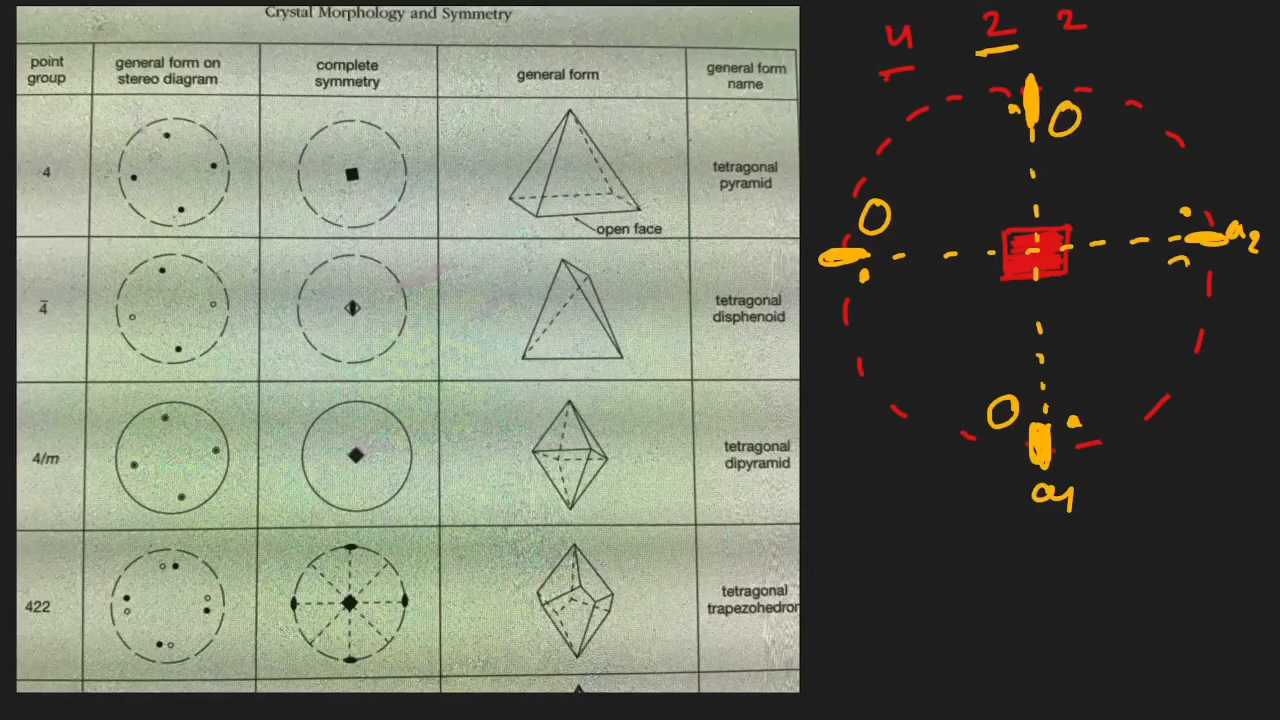 Crystal Morphology and Symmetry
point group
general form on stereo diagram
complete symmetry
general form
general form name
4
tetragonal pyramid
open face
4̅
tetragonal disphenoid
4/m
tetragonal dipyramid
422
tetragonal trapezohedron
4 2 2
a2
a1